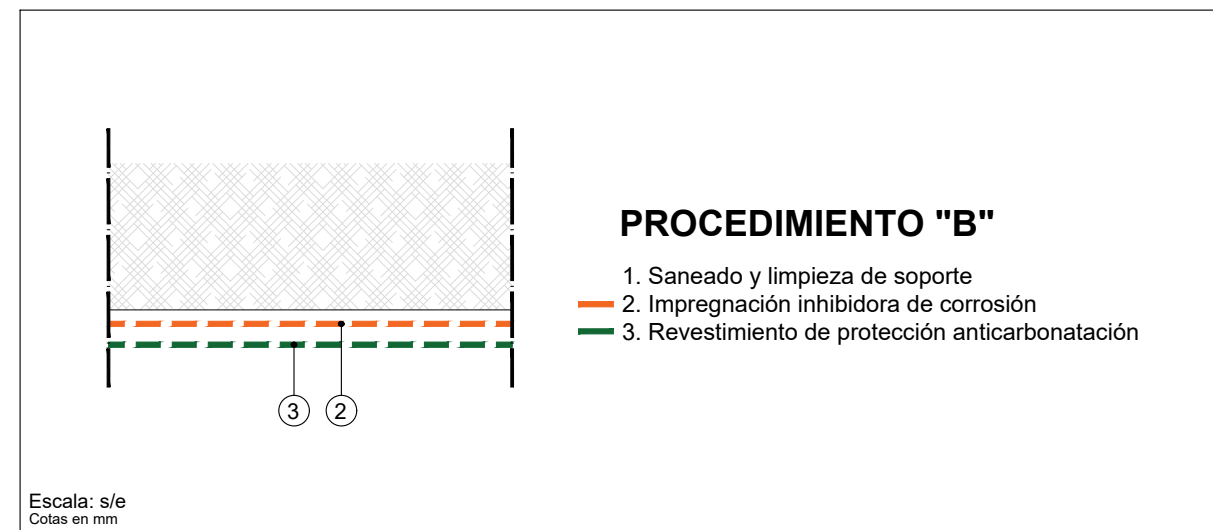 PROCEDIMIENTO "B"
1. Saneado y limpieza de soporte
2. Impregnación inhibidora de corrosión
3. Revestimiento de protección anticarbonatación
3 2
Escala: s/e
Cotas en mm